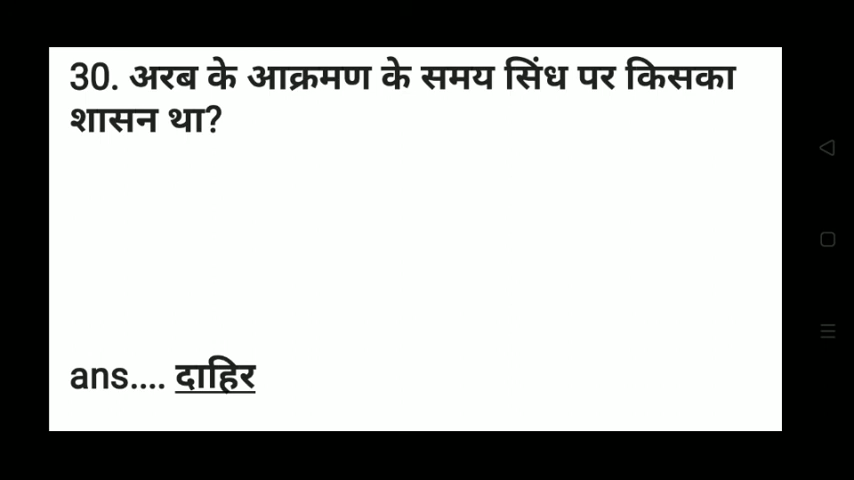 30. अरब के आक्रमण के समय सिंध पर किसका
शासन था?
ans.... दाहिर